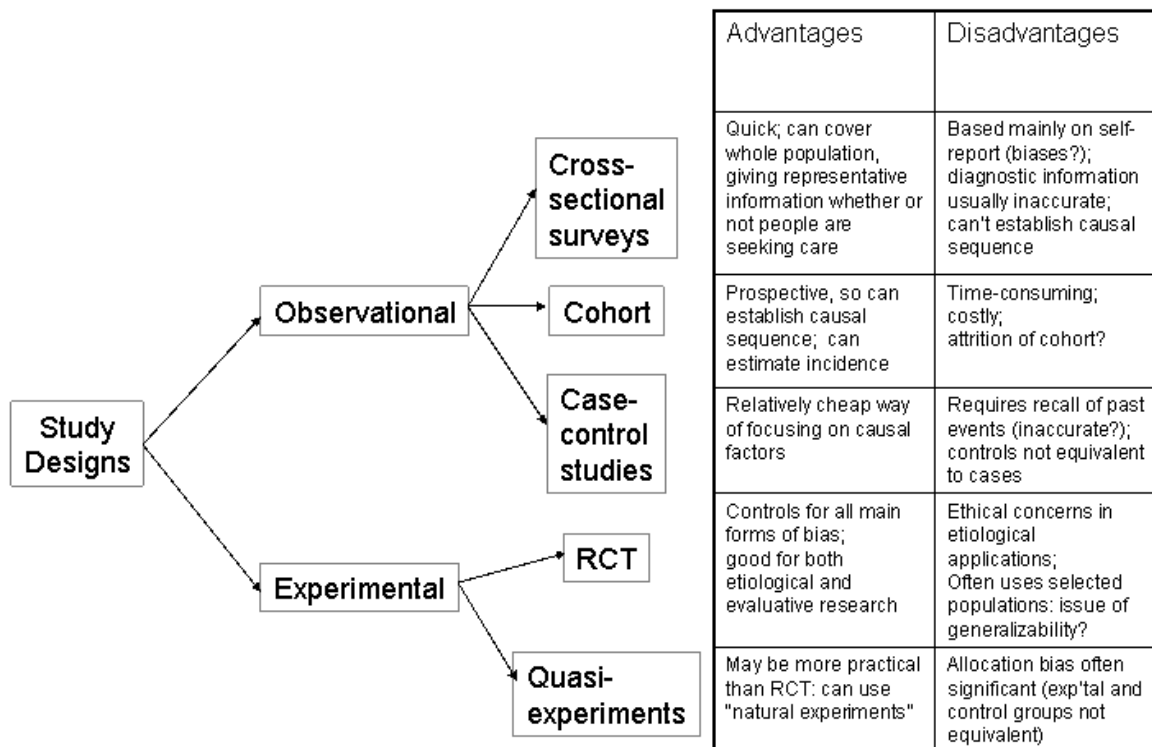 Study
Designs
Observational
Experimental
Cross-
sectional
surveys
Cohort
Case-
control
studies
RCT
Quasi-
experiments
Advantages
Disadvantages
Quick; can cover
whole population,
giving representative
information whether or
not people are
seeking care
Based mainly on self-
report (biases?);
diagnostic information
usually inaccurate;
can't establish causal
sequence
Prospective, so can
establish causal
sequence; can
estimate incidence
Time-consuming;
costly;
attrition of cohort?
Relatively cheap way
of focusing on causal
factors
Requires recall of past
events (inaccurate?);
controls not equivalent
to cases
Controls for all main
forms of bias;
good for both
etiological and
evaluative research
Ethical concerns in
etiological
applications;
Often uses selected
populations: issue of
generalizability?
May be more practical
than RCT: can use
"natural experiments"
Allocation bias often
significant (exp'tal and
control groups not
equivalent)